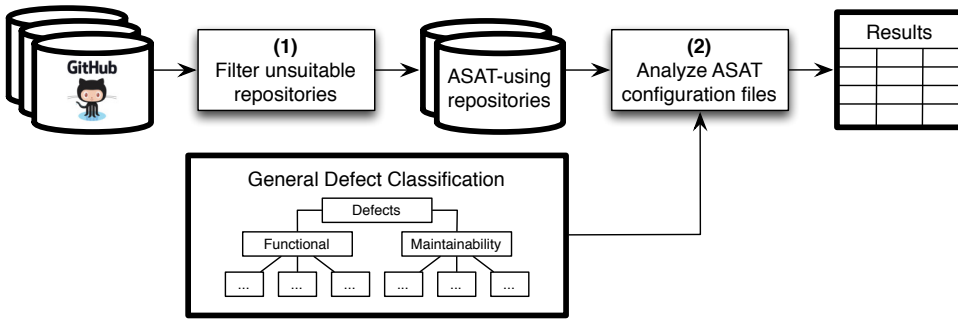 GitHub
(1)
Filter unsuitable
repositories
ASAT-using
repositories
(2)
Analyze ASAT
configuration files
Results
General Defect Classification
Defects
Functional
Maintainability
...
...
...
...
...
...